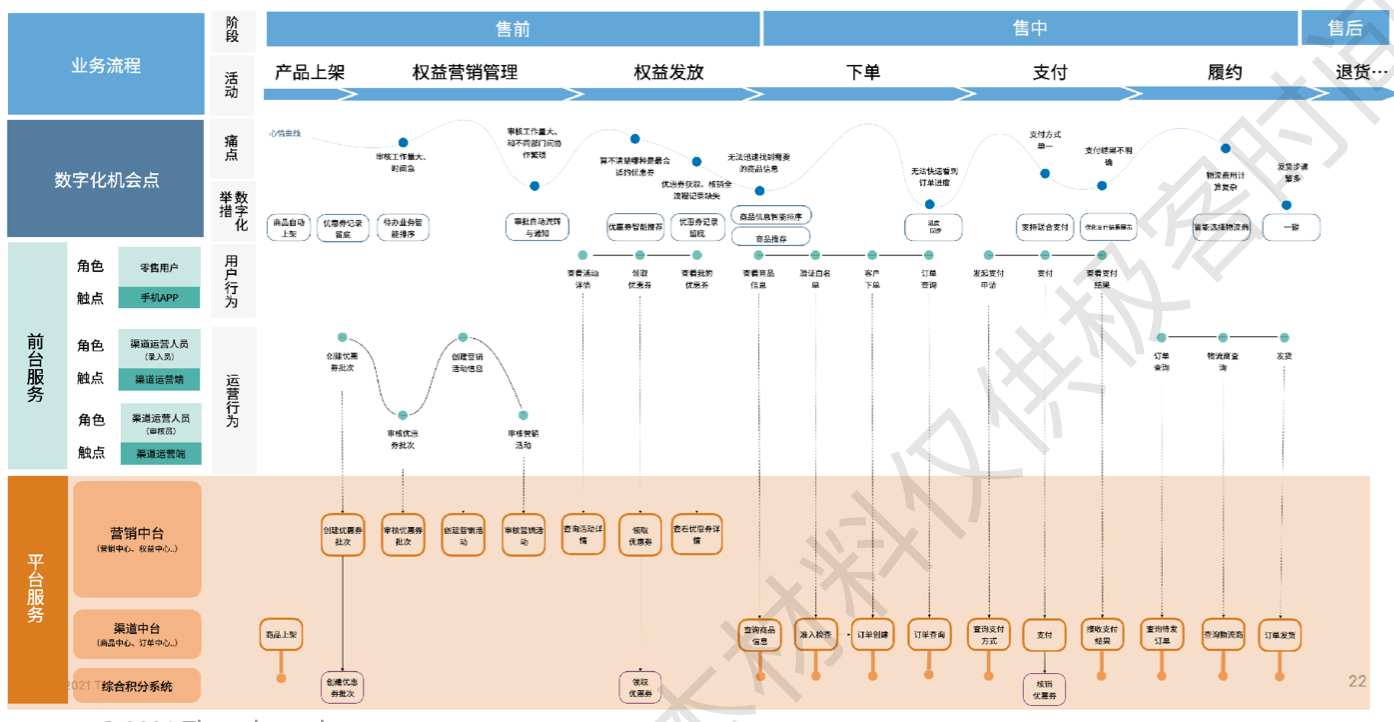 业务流程
阶段
售前
售中
售后
活动
产品上架
权益营销管理
权益发放
下单
支付
履约
退货…
数字化机会点
痛点
心情曲线
审核工作量大、
时间急
审核工作量大、
和不同部门间协
作繁琐
算不清楚哪种是最合
适的优惠券
优惠券获取、核销全
流程记录缺失
无法迅速找到需要
的商品信息
无法快速看到
订单进度
支付方式
单一
支付结果不明
确
物流费用计
算复杂
发货步骤
繁多
数字化举措
商品自动
上架
优惠券记录
留底
待办业务智
能排序
审批自动流转
与通知
优惠券智能推荐
优惠券记录
留底
商品信息智能排序
商品推荐
进度
同步
支持联合支付
优化支付结果展示
智能选择物流商
一键
前台服务
角色
零售用户
触点
手机APP
用户行为
查看活动
详情
领取
优惠券
查看我的
优惠券
查看商品
信息
验证白名
单
客户
下单
订单
查询
发起支付
申请
支付
查看支付
结果
角色
渠道运营人员
(录入员)
触点
渠道运营端
角色
渠道运营人员
(审核员)
触点
渠道运营端
运营行为
创建优惠
券批次
创建营销
活动信息
审核优惠
券批次
审核营销
活动
订单
查询
物流商查
询
发货
平台服务
营销中台
(营销中心、权益中心..)
创建优惠券
批次
审核优惠券
批次
创建营销活
动
审核营销活
动
查询活动详
情
领取
优惠券
查看优惠券详
情
渠道中台
(商品中心、订单中心..)
商品上架
查询商品
信息
准入检查
订单创建
订单查询
查询支付
方式
支付
接收支付
结果
查询待发
订单
查询物流商
订单发货
综合积分系统
创建优惠
券批次
领取
优惠券
核销
优惠券
22
材料仅供极客时间